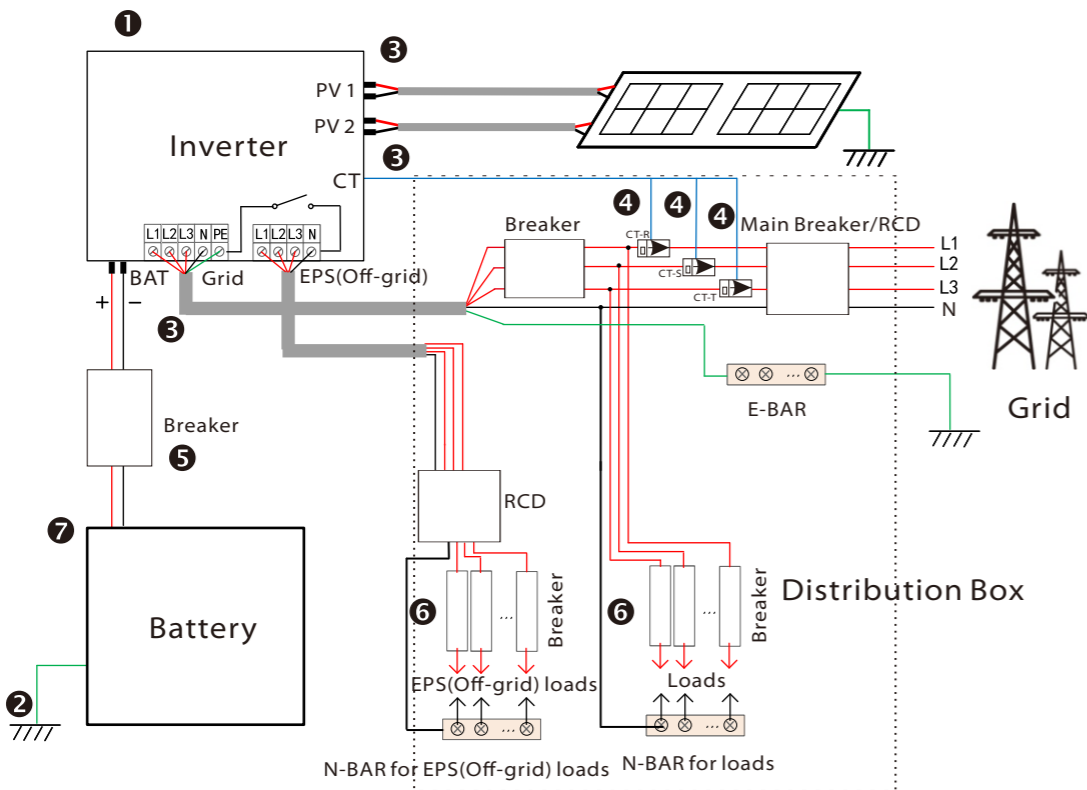 ❶
❸
PV 1
PV 2
Inverter
❸
CT
L1 L2 L3 N PE
L1 L2 L3 N
BAT
Grid
EPS(Off-grid)
+
−
❸
❹
❹
❹
Breaker
CT-R
CT-S
CT-T
Main Breaker/RCD
L1
L2
L3
N
Grid
E-BAR
...
Breaker
❺
RCD
❼
Battery
❷
❻
...
Breaker
EPS(Off-grid) loads
...
N-BAR for EPS(Off-grid) loads
❻
...
Breaker
Loads
...
N-BAR for loads
Distribution Box